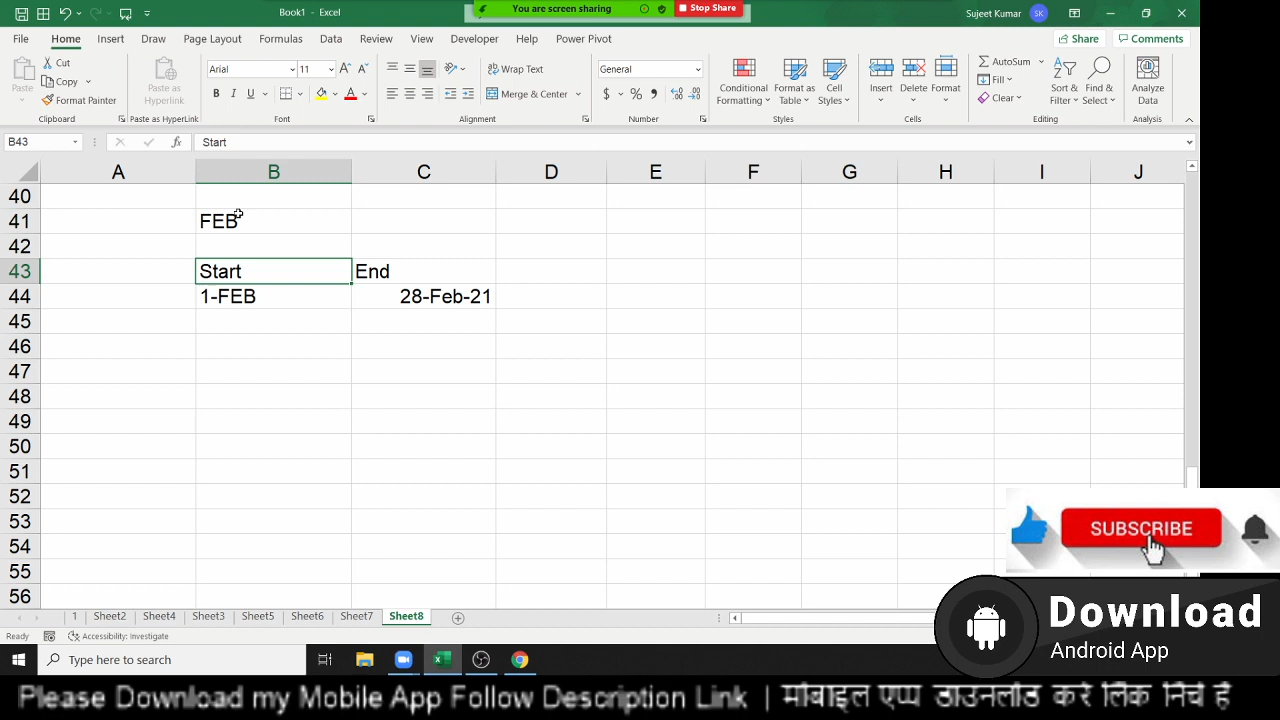 Book1 - Excel
You are screen sharing
Stop Share
Sujeet Kumar
SK
File Home Insert Draw Page Layout Formulas Data Review View Developer Help Power Pivot
Share
Comments
Paste
Cut
Copy
Format Painter
Clipboard
Paste as
Hyperlink
Paste as HyperLink
Arial
11
B I U
Font
Wrap Text
Merge & Center
Alignment
General
$ %
Number
Conditional
Formatting
Format as
Table
Cell
Styles
Styles
Insert
Delete
Format
Cells
AutoSum
Fill
Clear
Sort &
Filter
Find &
Select
Editing
Analyze
Data
Analysis
B43
fx
Start
A B C D E F G H I J
40
41 FEB
42
43 Start End
44 1-FEB 28-Feb-21
45
46
47
48
49
50
51
52
53
54
55
56
SUBSCRIBE
Download
Android App
1 Sheet2 Sheet4 Sheet3 Sheet5 Sheet6 Sheet7 Sheet8
Ready
Accessibility: Investigate
Type here to search
Please Download my Mobile App Follow Description Link | मोबाइल एप्प डाउनलोड करे लिंक निचे है